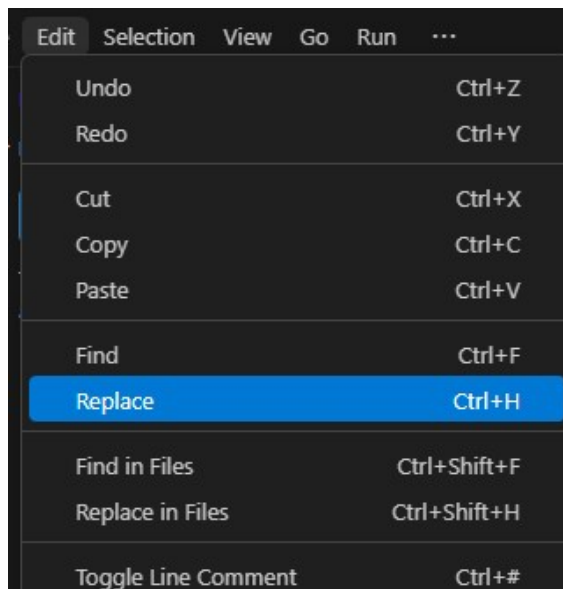 Edit Selection View Go Run ...
Undo Ctrl+Z
Redo Ctrl+Y
Cut Ctrl+X
Copy Ctrl+C
Paste Ctrl+V
Find Ctrl+F
Replace Ctrl+H
Find in Files Ctrl+Shift+F
Replace in Files Ctrl+Shift+H
Toggle Line Comment Ctrl+#